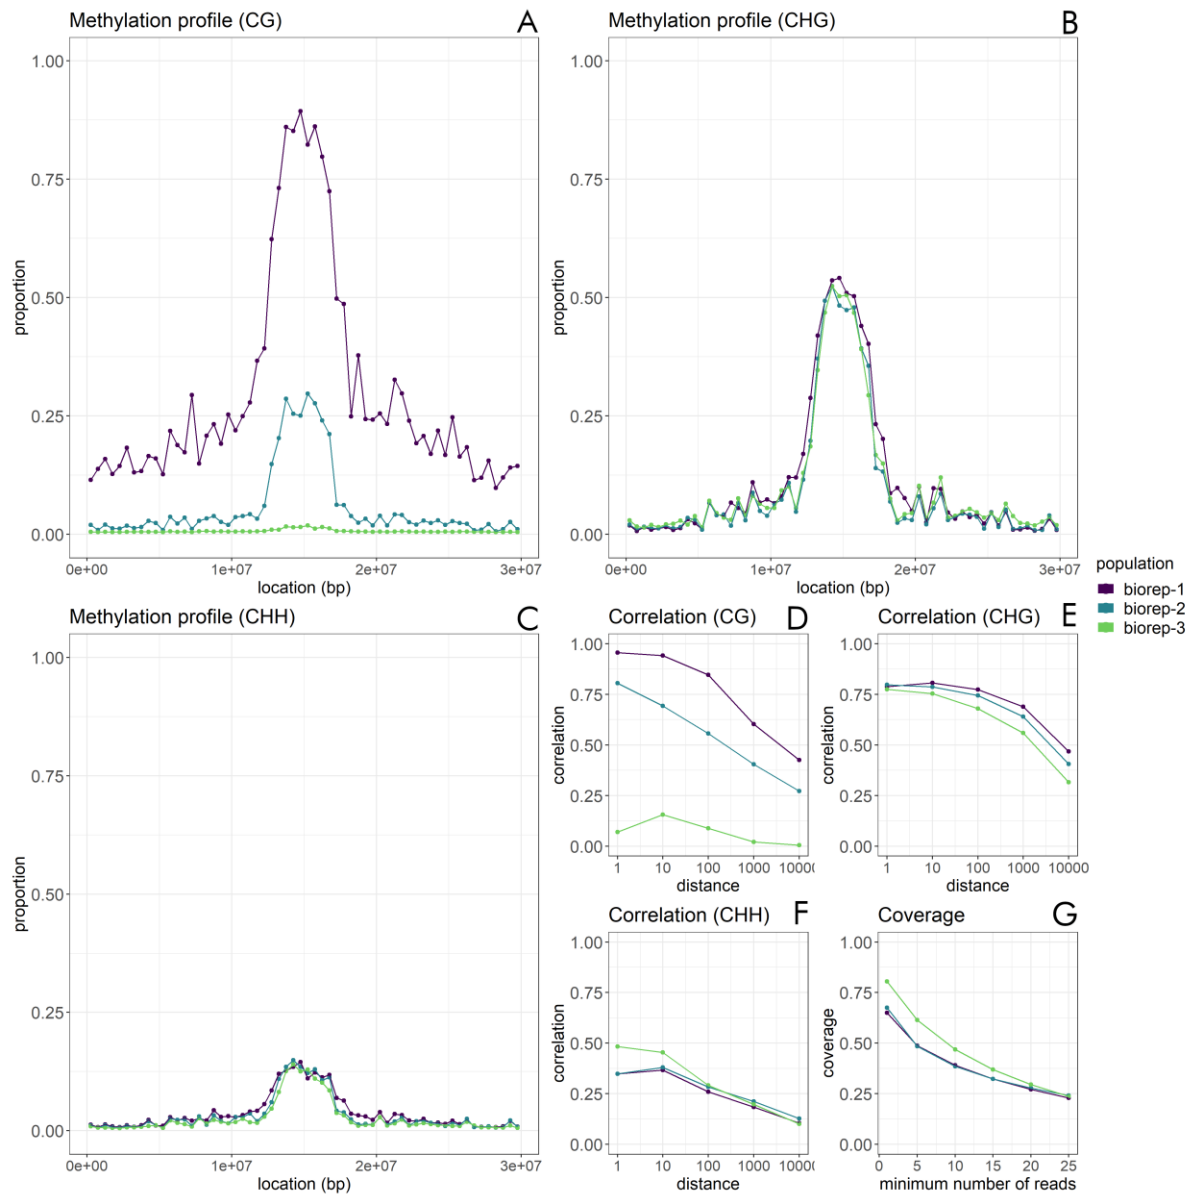 Methylation profile (CG) A
1.00
0.75
0.50
0.25
0.00
proportion
0e+00 1e+07 2e+07 3e+07
location (bp)
Methylation profile (CHG) B
1.00
0.75
0.50
0.25
0.00
proportion
0e+00 1e+07 2e+07 3e+07
location (bp)
population
biorep-1
biorep-2
biorep-3
Methylation profile (CHH) C
1.00
0.75
0.50
0.25
0.00
proportion
0e+00 1e+07 2e+07 3e+07
location (bp)
Correlation (CG) D
1.00
0.75
0.50
0.25
0.00
correlation
1 10 100 1000 10000
distance
Correlation (CHG) E
1.00
0.75
0.50
0.25
0.00
correlation
1 10 100 1000 10000
distance
Correlation (CHH) F
1.00
0.75
0.50
0.25
0.00
correlation
1 10 100 1000 10000
distance
Coverage G
1.00
0.75
0.50
0.25
0.00
coverage
0 5 10 15 20 25
minimum number of reads